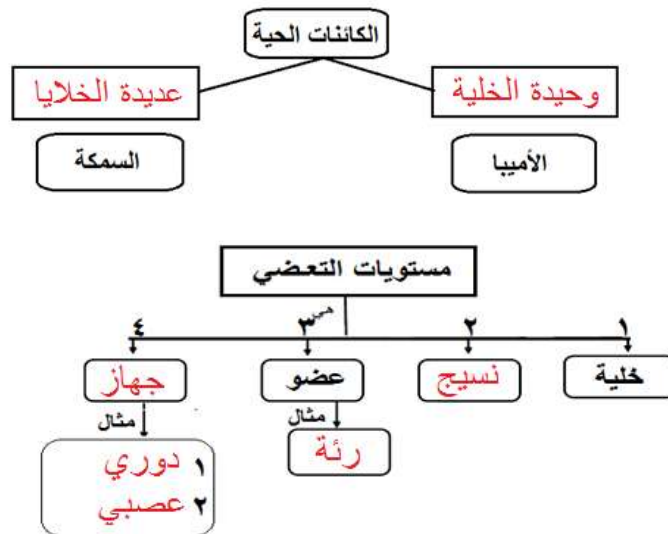 الكائنات الحية
وحيدة الخلية
عديدة الخلايا
الأميبا
السمكة
مستويات التعضي
هي
١
٢
٣
٤
خلية
نسيج
عضو
جهاز
مثال
مثال
رئة
١ دوري
٢ عصبي